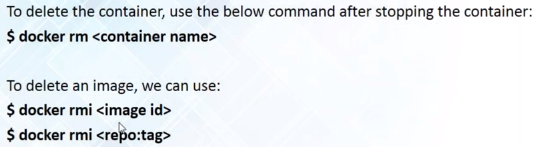 To delete the container, use the below command after stopping the container:
$ docker rm <container name>
To delete an image, we can use:
$ docker rmi <image id>
$ docker rmi <repo:tag>